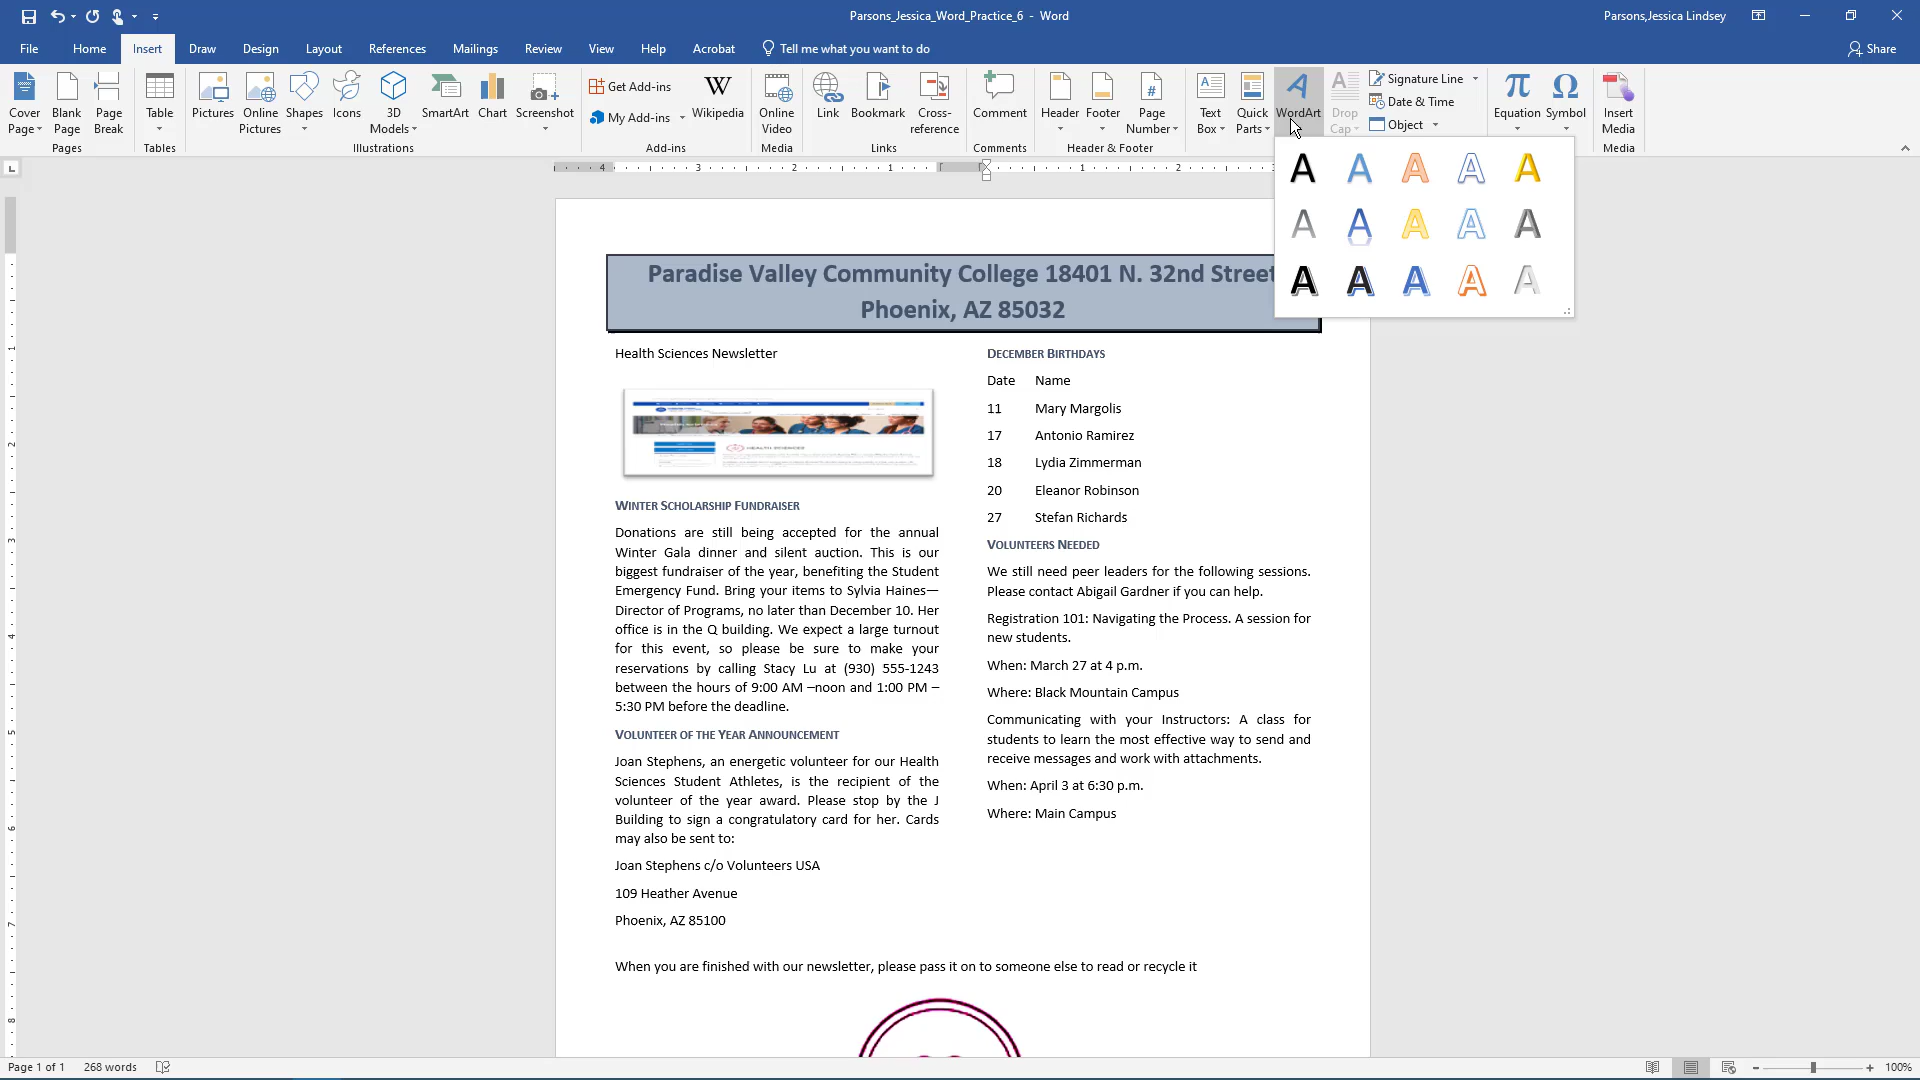 Parsons_Jessica_Word_Practice_6 - Word
Parsons,Jessica Lindsey
File Home Insert Draw Design Layout References Mailings Review View Help Acrobat Tell me what you want to do
Share
Cover Page
Blank Page
Page Break
Table
Pictures
Online Pictures
Shapes
Icons
3D Models
SmartArt
Chart
Screenshot
Get Add-ins
My Add-ins
Wikipedia
Online Video
Link
Bookmark
Cross-reference
Comment
Header
Footer
Page Number
Text Box
Quick Parts
WordArt
Drop Cap
Signature Line
Date & Time
Object
Equation
Symbol
Insert Media
Pages Tables Illustrations Add-ins Media Links Comments Header & Footer Media
Paradise Valley Community College 18401 N. 32nd Street
Phoenix, AZ 85032
Health Sciences Newsletter
HEALTH SCIENCES
WINTER SCHOLARSHIP FUNDRAISER
Donations are still being accepted for the annual
Winter Gala dinner and silent auction. This is our
biggest fundraiser of the year, benefiting the Student
Emergency Fund. Bring your items to Sylvia Haines—
Director of Programs, no later than December 10. Her
office is in the Q building. We expect a large turnout
for this event, so please be sure to make your
reservations by calling Stacy Lu at (930) 555-1243
between the hours of 9:00 AM –noon and 1:00 PM –
5:30 PM before the deadline.
VOLUNTEER OF THE YEAR ANNOUNCEMENT
Joan Stephens, an energetic volunteer for our Health
Sciences Student Athletes, is the recipient of the
volunteer of the year award. Please stop by the J
Building to sign a congratulatory card for her. Cards
may also be sent to:
Joan Stephens c/o Volunteers USA
109 Heather Avenue
Phoenix, AZ 85100
DECEMBER BIRTHDAYS
Date Name
11 Mary Margolis
17 Antonio Ramirez
18 Lydia Zimmerman
20 Eleanor Robinson
27 Stefan Richards
VOLUNTEERS NEEDED
We still need peer leaders for the following sessions.
Please contact Abigail Gardner if you can help.
Registration 101: Navigating the Process. A session for
new students.
When: March 27 at 4 p.m.
Where: Black Mountain Campus
Communicating with your Instructors: A class for
students to learn the most effective way to send and
receive messages and work with attachments.
When: April 3 at 6:30 p.m.
Where: Main Campus
When you are finished with our newsletter, please pass it on to someone else to read or recycle it
Page 1 of 1 268 words
100%